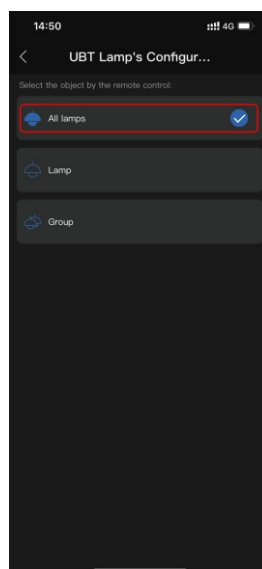 14:50
4G
UBT Lamp's Configur...
Select the object by the remote control:
All lamps
Lamp
Group